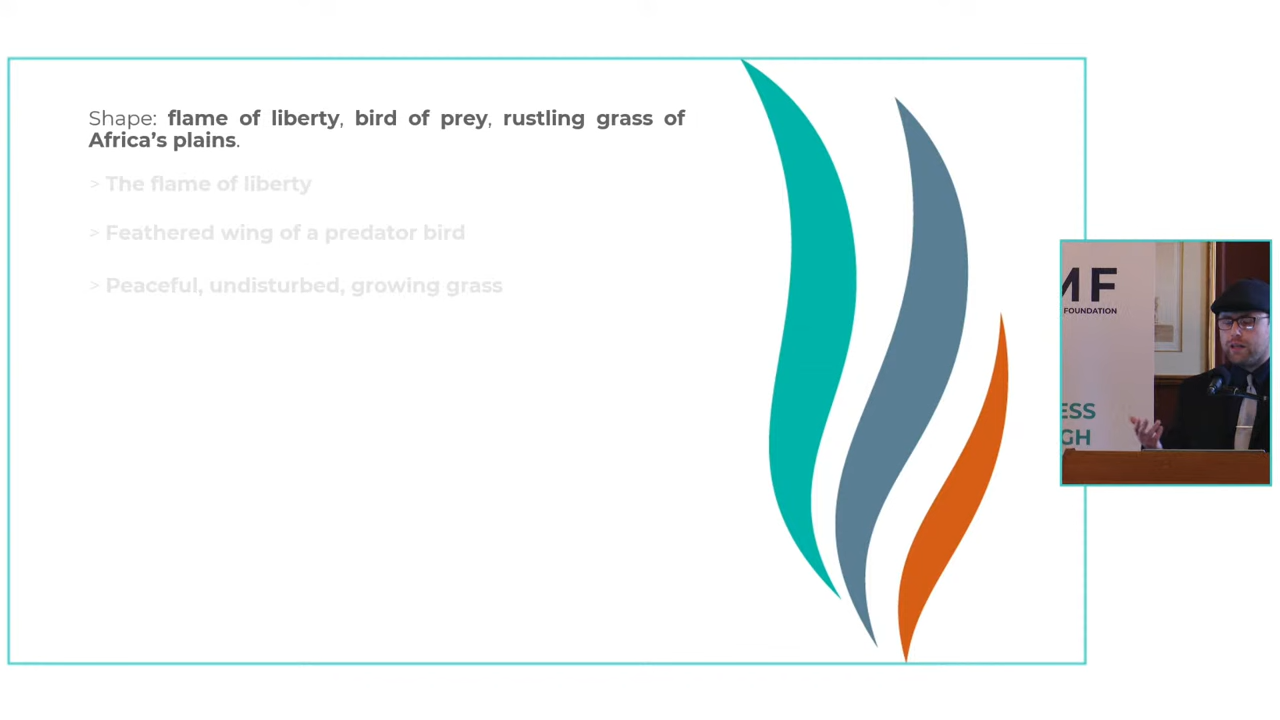 Shape: flame of liberty, bird of prey, rustling grass of
Africa’s plains.
> The flame of liberty
> Feathered wing of a predator bird
> Peaceful, undisturbed, growing grass
MF
FOUNDATION
ESS
GH